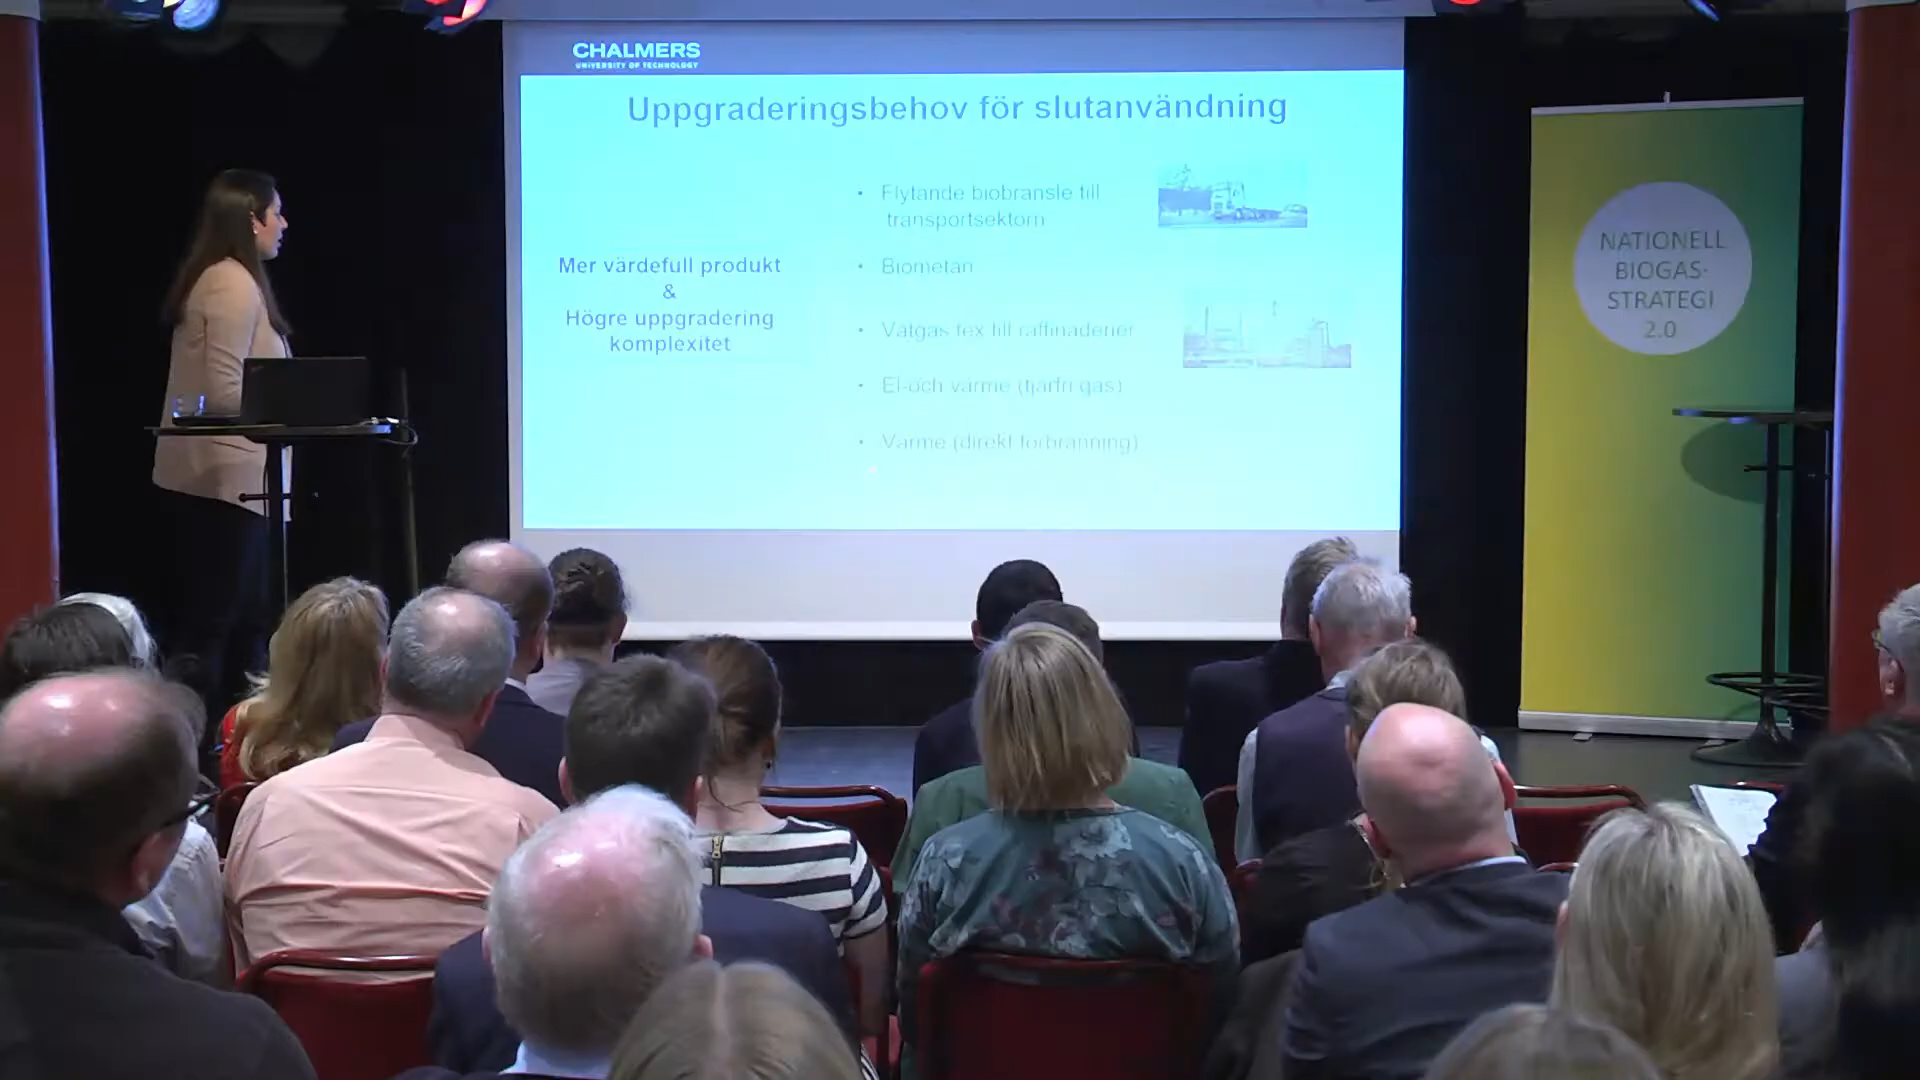 CHALMERS
UNIVERSITY OF TECHNOLOGY
Uppgraderingsbehov för slutanvändning
Mer värdefull produkt
&
Högre uppgradering
komplexitet
• Flytande biobränsle till
transportsektorn
• Biometan
• Vätgas tex till raffinaderier
• El-och värme (tjärfri gas)
• Värme (direkt förbränning)
NATIONELL
BIOGAS-
STRATEGI
2.0